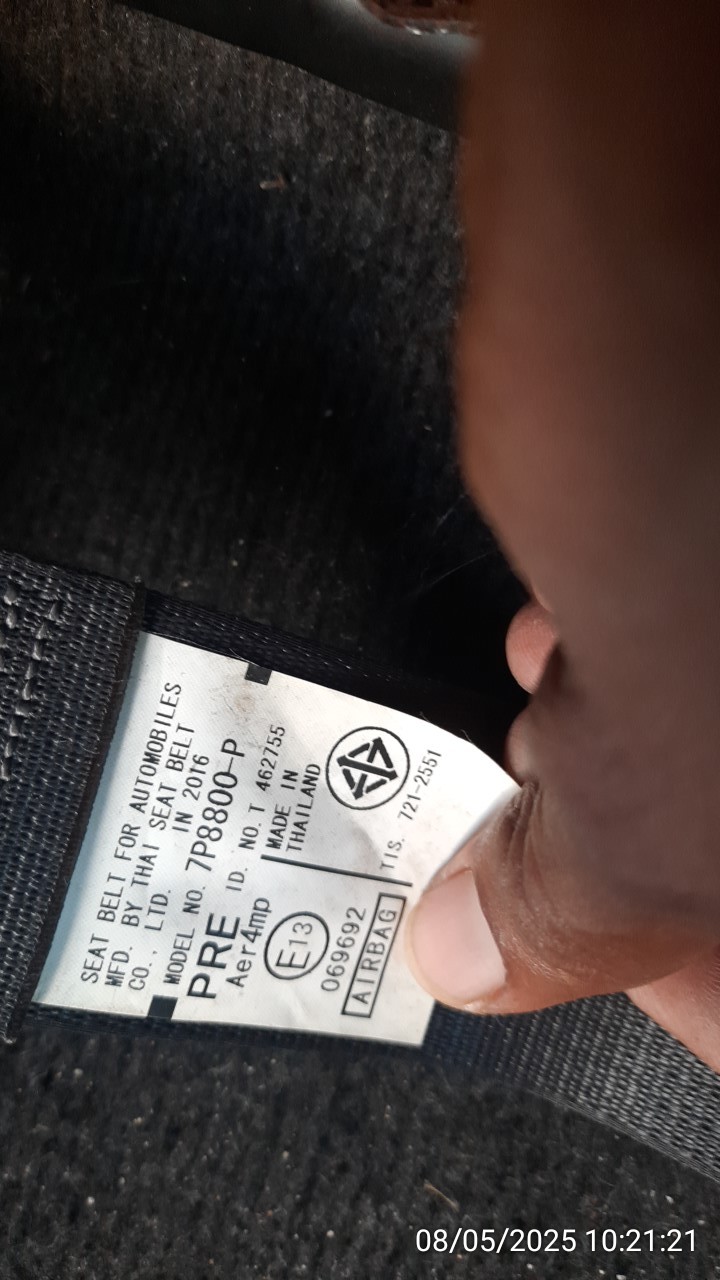 SEAT BELT FOR AUTOMOBILES
MFD. BY THAI SEAT BELT
CO., LTD. IN 2016
MODEL NO. 7P8800-P
PRE ID. NO. T 462755
Aer4mp
E13
069692
AIRBAG
MADE IN
THAILAND
TIS. 721-2551
08/05/2025 10:21:21